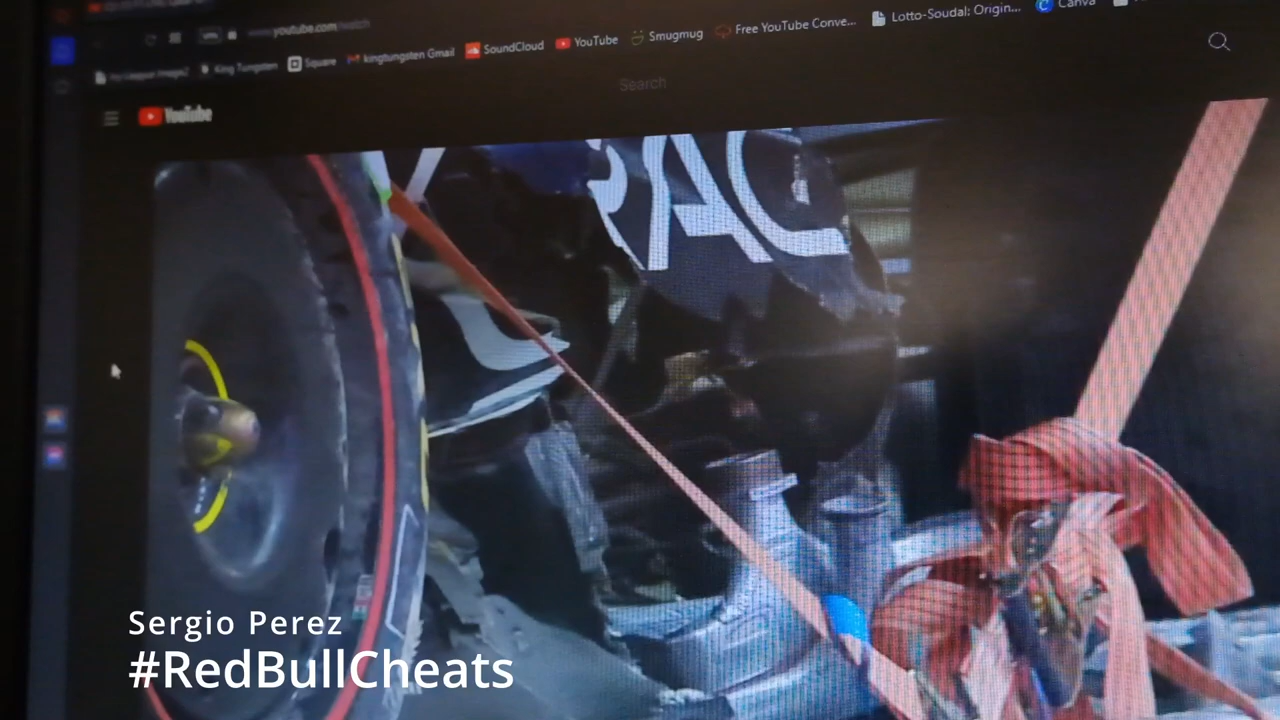 youtube.com/watch
King Tungsten
Square
kingtungsten Gmail
SoundCloud
YouTube
Smugmug
Free YouTube Conve...
Lotto-Soudal: Origin...
Canva
Search
YouTube
RAC
Sergio Perez
#RedBullCheats